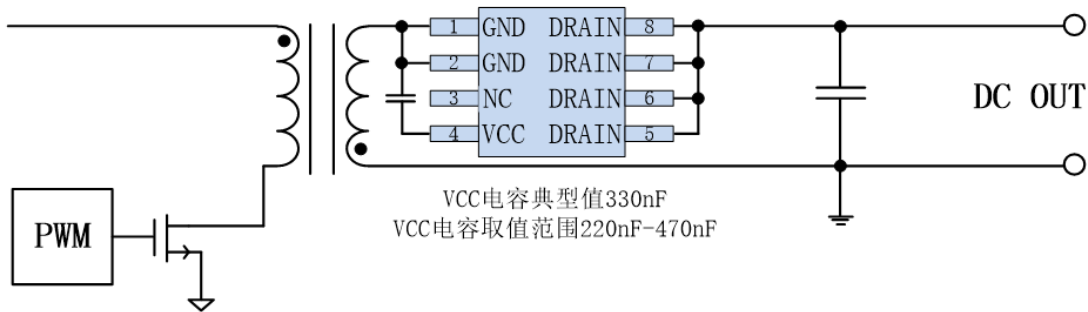 1 GND DRAIN 8
2 GND DRAIN 7
3 NC DRAIN 6
4 VCC DRAIN 5
DC OUT
VCC电容典型值330nF
VCC电容取值范围220nF-470nF
PWM